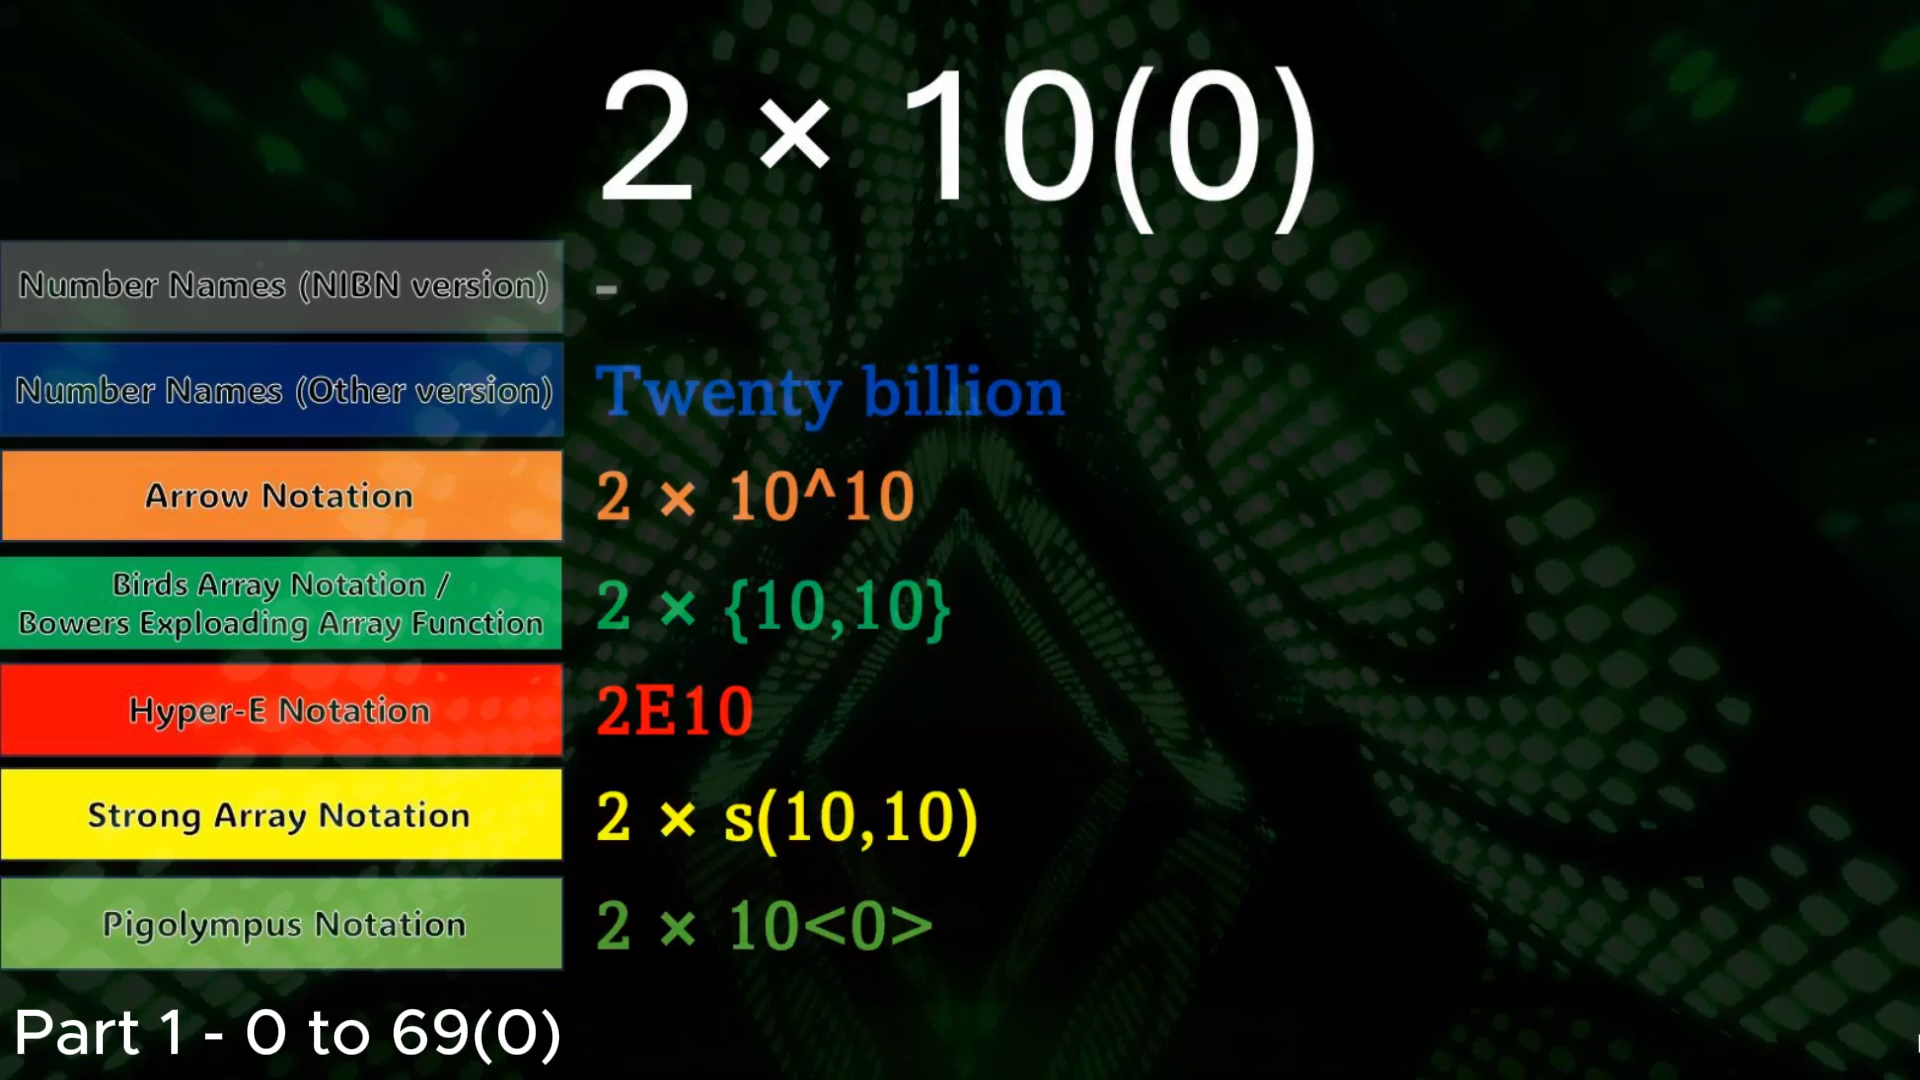 2 × 10(0)
Number Names (NIBN version)
-
Number Names (Other version)
Twenty billion
Arrow Notation
2 × 10^10
Birds Array Notation /
Bowers Exploading Array Function
2 × {10,10}
Hyper-E Notation
2E10
Strong Array Notation
2 × s(10,10)
Pigolympus Notation
2 × 10<0>
Part 1 - 0 to 69(0)